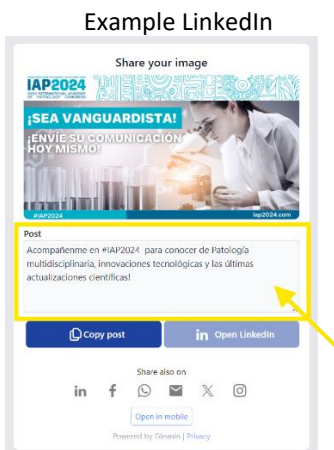 Example LinkedIn
Share your image
IAP2024
¡SEA VANGUARDISTA!
¡ENVÍE SU COMUNICACIÓN
HOY MISMO!
#IAP2024
iap2024.com
Post
Acompañenme en #IAP2024 para conocer de Patología
multidisciplinaria, innovaciones tecnológicas y las últimas
actualizaciones científicas!
Copy post
in Open LinkedIn
Share also on
Open in mobile
Powered by Gleanin | Privacy